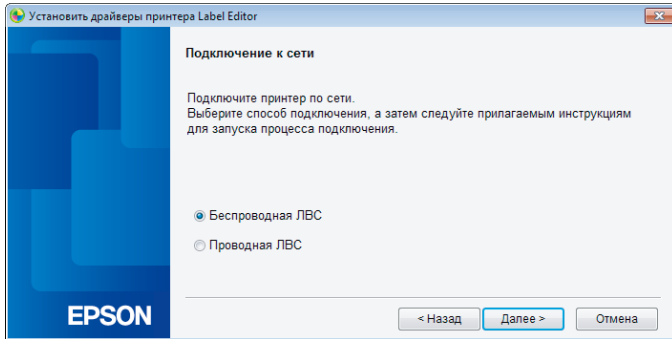 Установить драйверы принтера Label Editor
Подключение к сети
Подключите принтер по сети.
Выберите способ подключения, а затем следуйте прилагаемым инструкциям
для запуска процесса подключения.
Беспроводная ЛВС
Проводная ЛВС
EPSON
< Назад
Далее >
Отмена